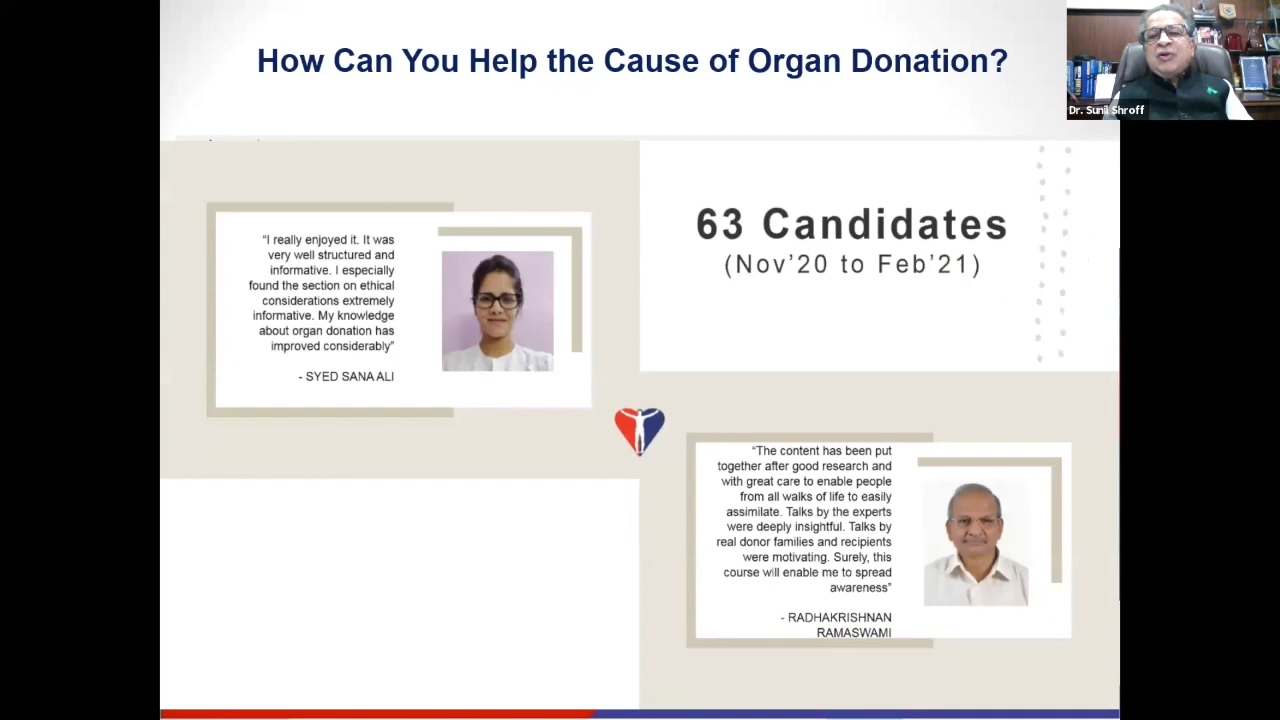 How Can You Help the Cause of Organ Donation?
Dr. Sunil Shroff
“I really enjoyed it. It was
very well structured and
informative. I especially
found the section on ethical
considerations extremely
informative. My knowledge
about organ donation has
improved considerably”
- SYED SANA ALI
63 Candidates
(Nov’20 to Feb’21)
“The content has been put
together after good research and
with great care to enable people
from all walks of life to easily
assimilate. Talks by the experts
were deeply insightful. Talks by
real donor families and recipients
were motivating. Surely, this
course will enable me to spread
awareness”
- RADHAKRISHNAN
RAMASWAMI